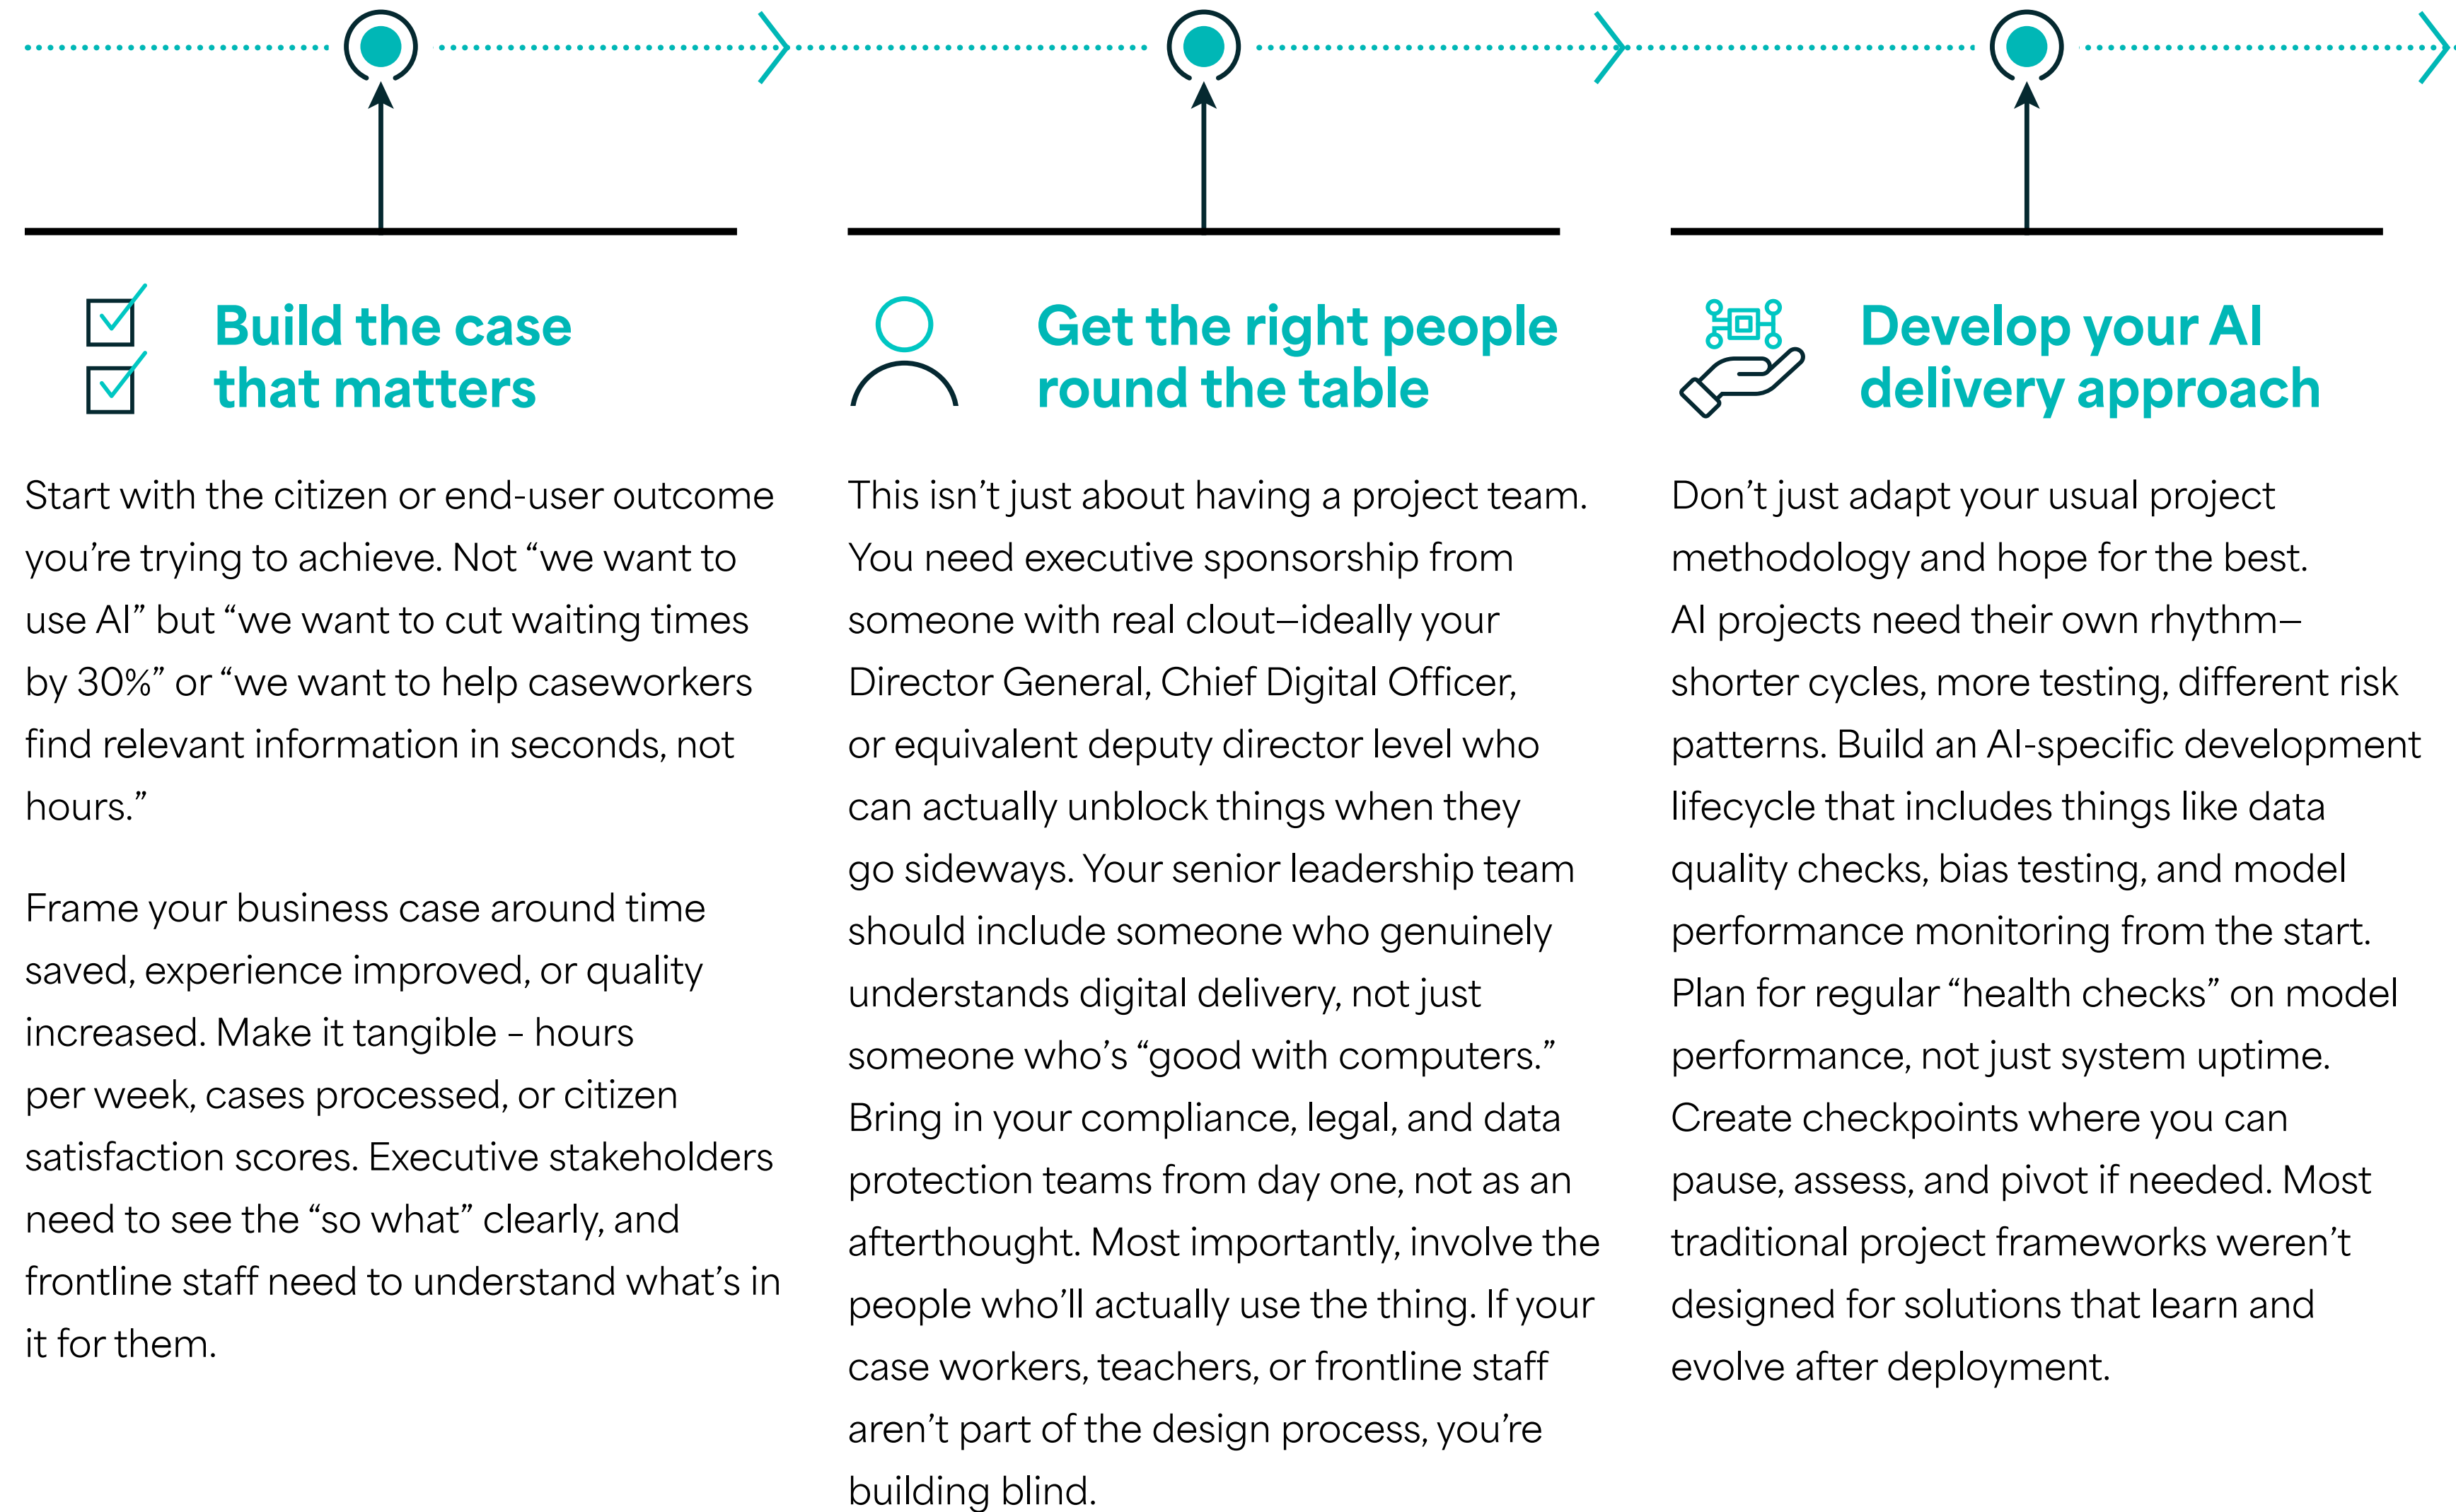 Build the case
that matters
Start with the citizen or end-user outcome
you’re trying to achieve. Not “we want to
use AI” but “we want to cut waiting times
by 30%” or “we want to help caseworkers
find relevant information in seconds, not
hours.”
Frame your business case around time
saved, experience improved, or quality
increased. Make it tangible – hours
per week, cases processed, or citizen
satisfaction scores. Executive stakeholders
need to see the “so what” clearly, and
frontline staff need to understand what’s in
it for them.
Get the right people
round the table
This isn’t just about having a project team.
You need executive sponsorship from
someone with real clout—ideally your
Director General, Chief Digital Officer,
or equivalent deputy director level who
can actually unblock things when they
go sideways. Your senior leadership team
should include someone who genuinely
understands digital delivery, not just
someone who’s “good with computers.”
Bring in your compliance, legal, and data
protection teams from day one, not as an
afterthought. Most importantly, involve the
people who’ll actually use the thing. If your
case workers, teachers, or frontline staff
aren’t part of the design process, you’re
building blind.
Develop your AI
delivery approach
Don’t just adapt your usual project
methodology and hope for the best.
AI projects need their own rhythm—
shorter cycles, more testing, different risk
patterns. Build an AI-specific development
lifecycle that includes things like data
quality checks, bias testing, and model
performance monitoring from the start.
Plan for regular “health checks” on model
performance, not just system uptime.
Create checkpoints where you can
pause, assess, and pivot if needed. Most
traditional project frameworks weren’t
designed for solutions that learn and
evolve after deployment.